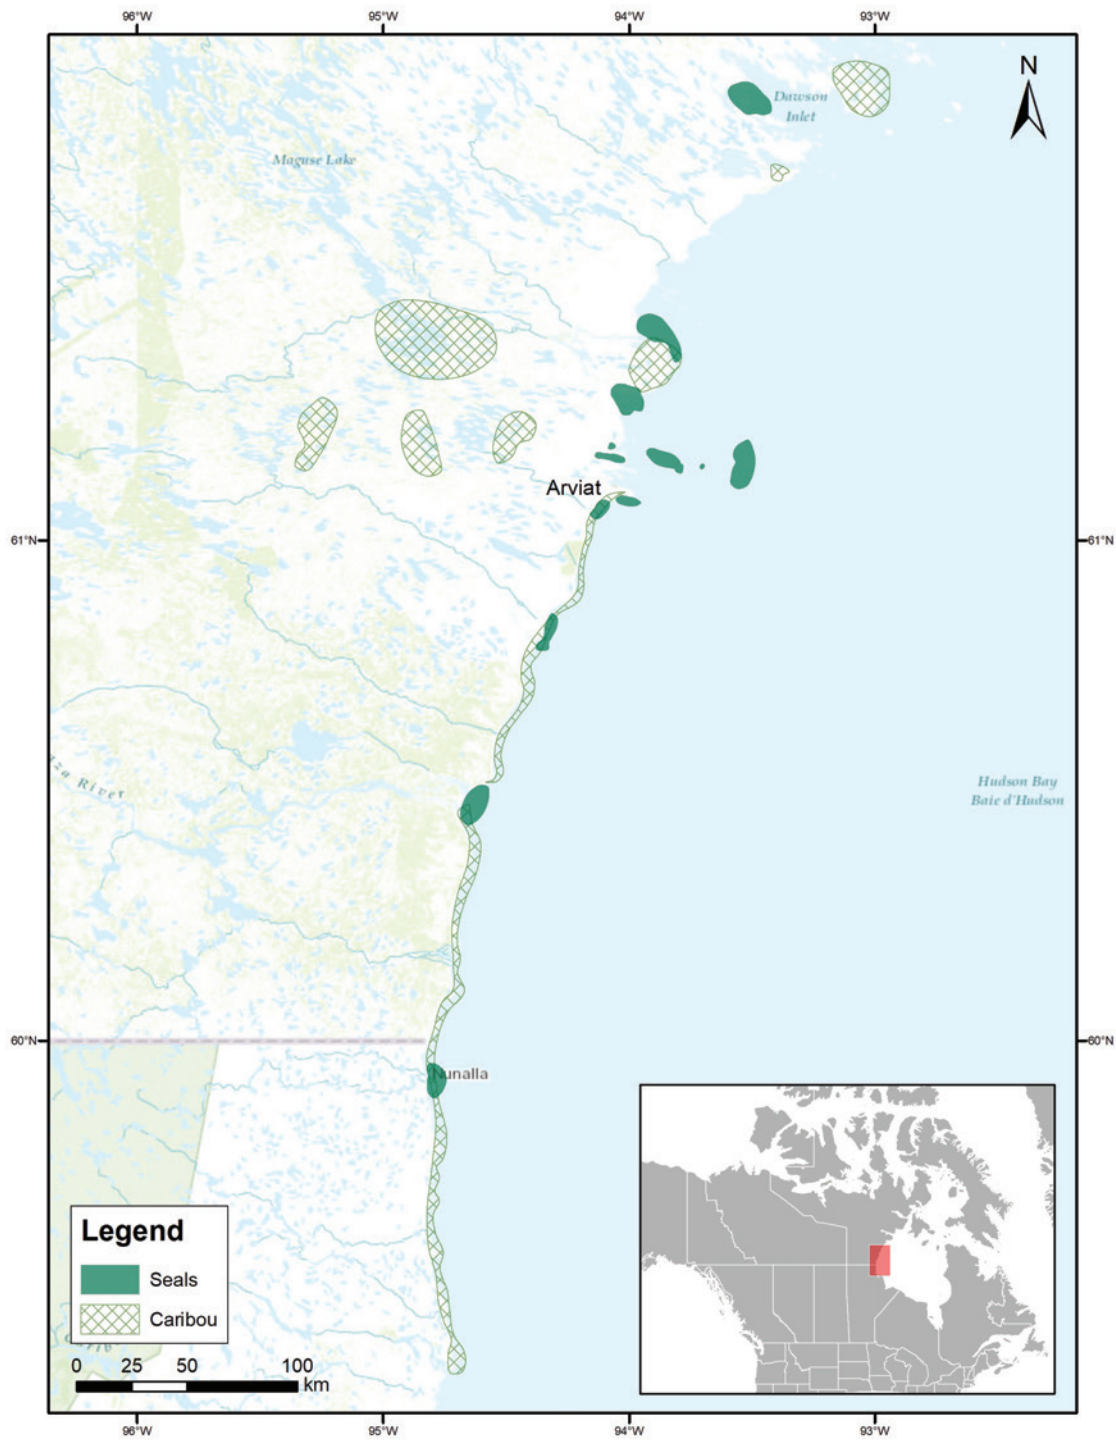 96°W 95°W 94°W 93°W
N
Dawson
Inlet
Maguse Lake
Arviat
61°N 61°N
Hudson Bay
Baie d'Hudson
River
60°N 60°N
Nunalla
Legend
Seals
Caribou
0 25 50 100
km
96°W 95°W 94°W 93°W